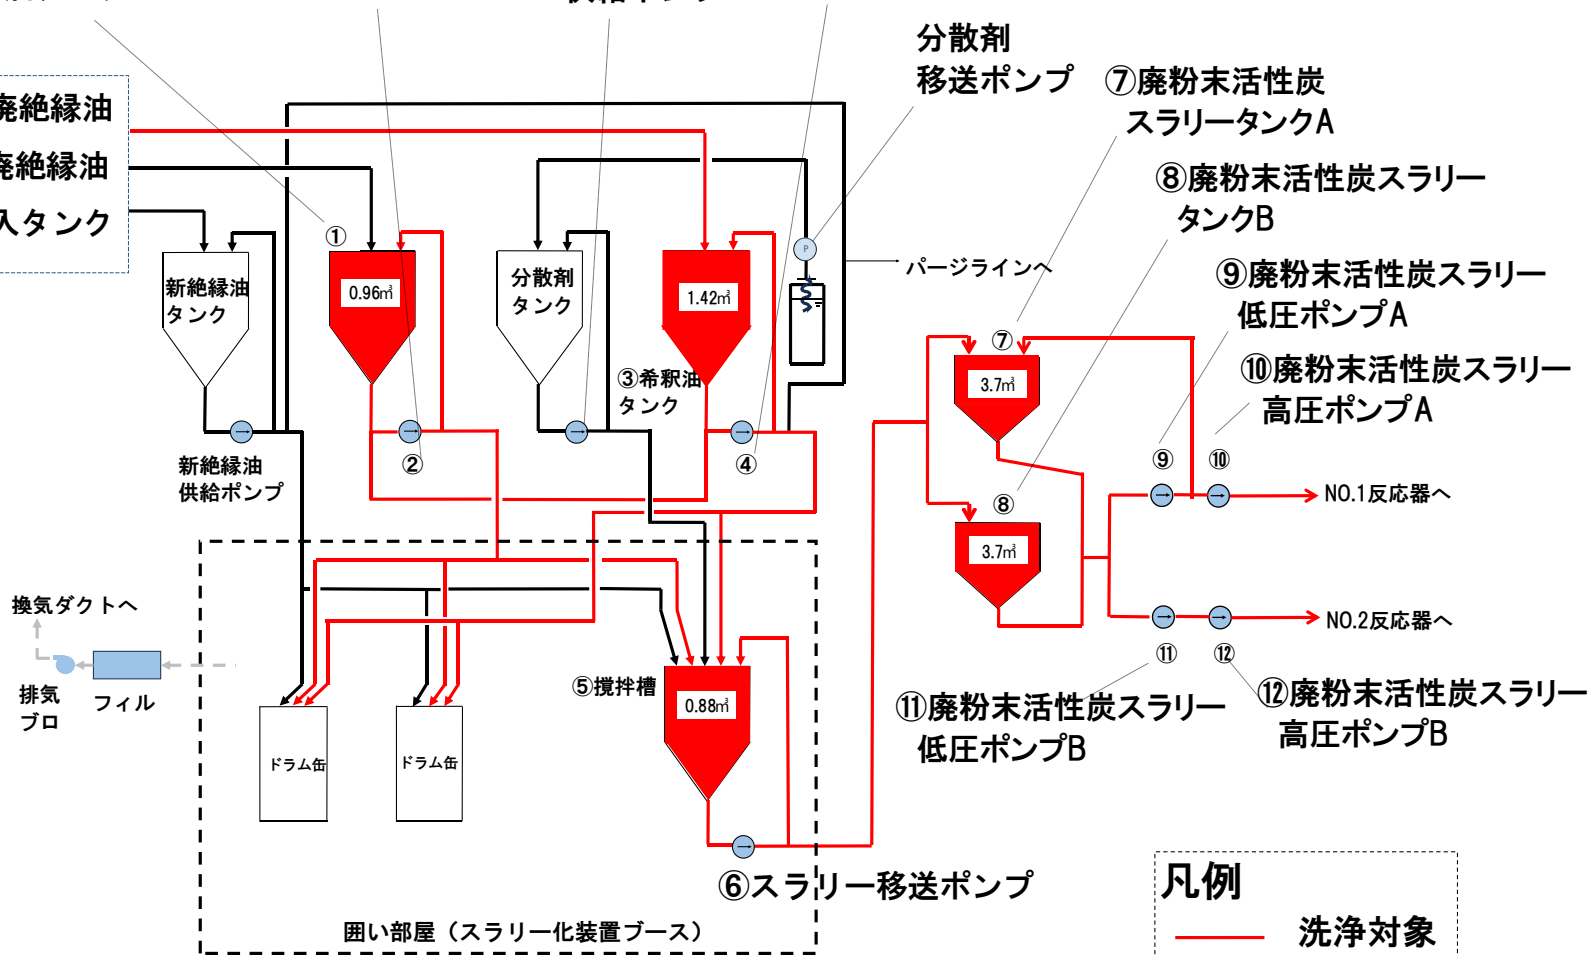 分散剤
移送ポンプ
⑦廃粉末活性炭
スラリータンクA
廃絶縁油
廃絶縁油
入タンク
⑧廃粉末活性炭スラリー
タンクB
①
パージラインへ
P
⑨廃粉末活性炭スラリー
低圧ポンプA
新絶縁油
タンク
0.96㎥
分散剤
タンク
1.42㎥
⑦
3.7㎥
⑩廃粉末活性炭スラリー
高圧ポンプA
③希釈油
タンク
②
④
新絶縁油
供給ポンプ
⑨
⑩
NO.1反応器へ
⑧
3.7㎥
換気ダクトへ
NO.2反応器へ
排気
ブロ
フィル
⑤撹拌槽
0.88㎥
⑪
⑫
⑪廃粉末活性炭スラリー
低圧ポンプB
⑫廃粉末活性炭スラリー
高圧ポンプB
ドラム缶
ドラム缶
⑥スラリー移送ポンプ
囲い部屋（スラリー化装置ブース）
凡例
洗浄対象